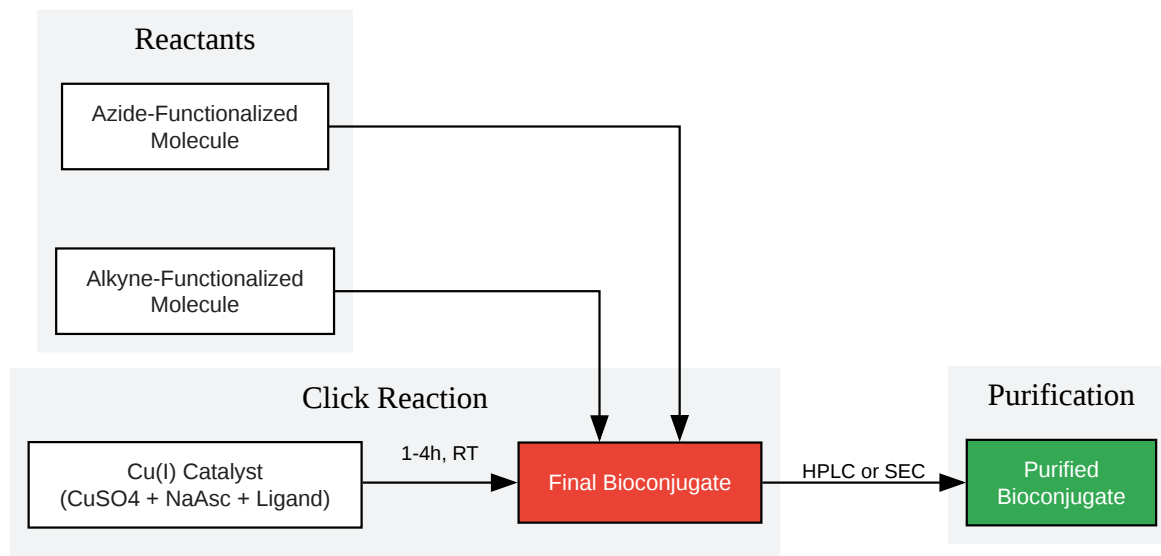 Reactants
Azide-Functionalized
Molecule
Alkyne-Functionalized
Molecule
Click Reaction
Cu(I) Catalyst
(CuSO4 + NaAsc + Ligand)
1-4h, RT
Final Bioconjugate
HPLC or SEC
Purification
Purified
Bioconjugate